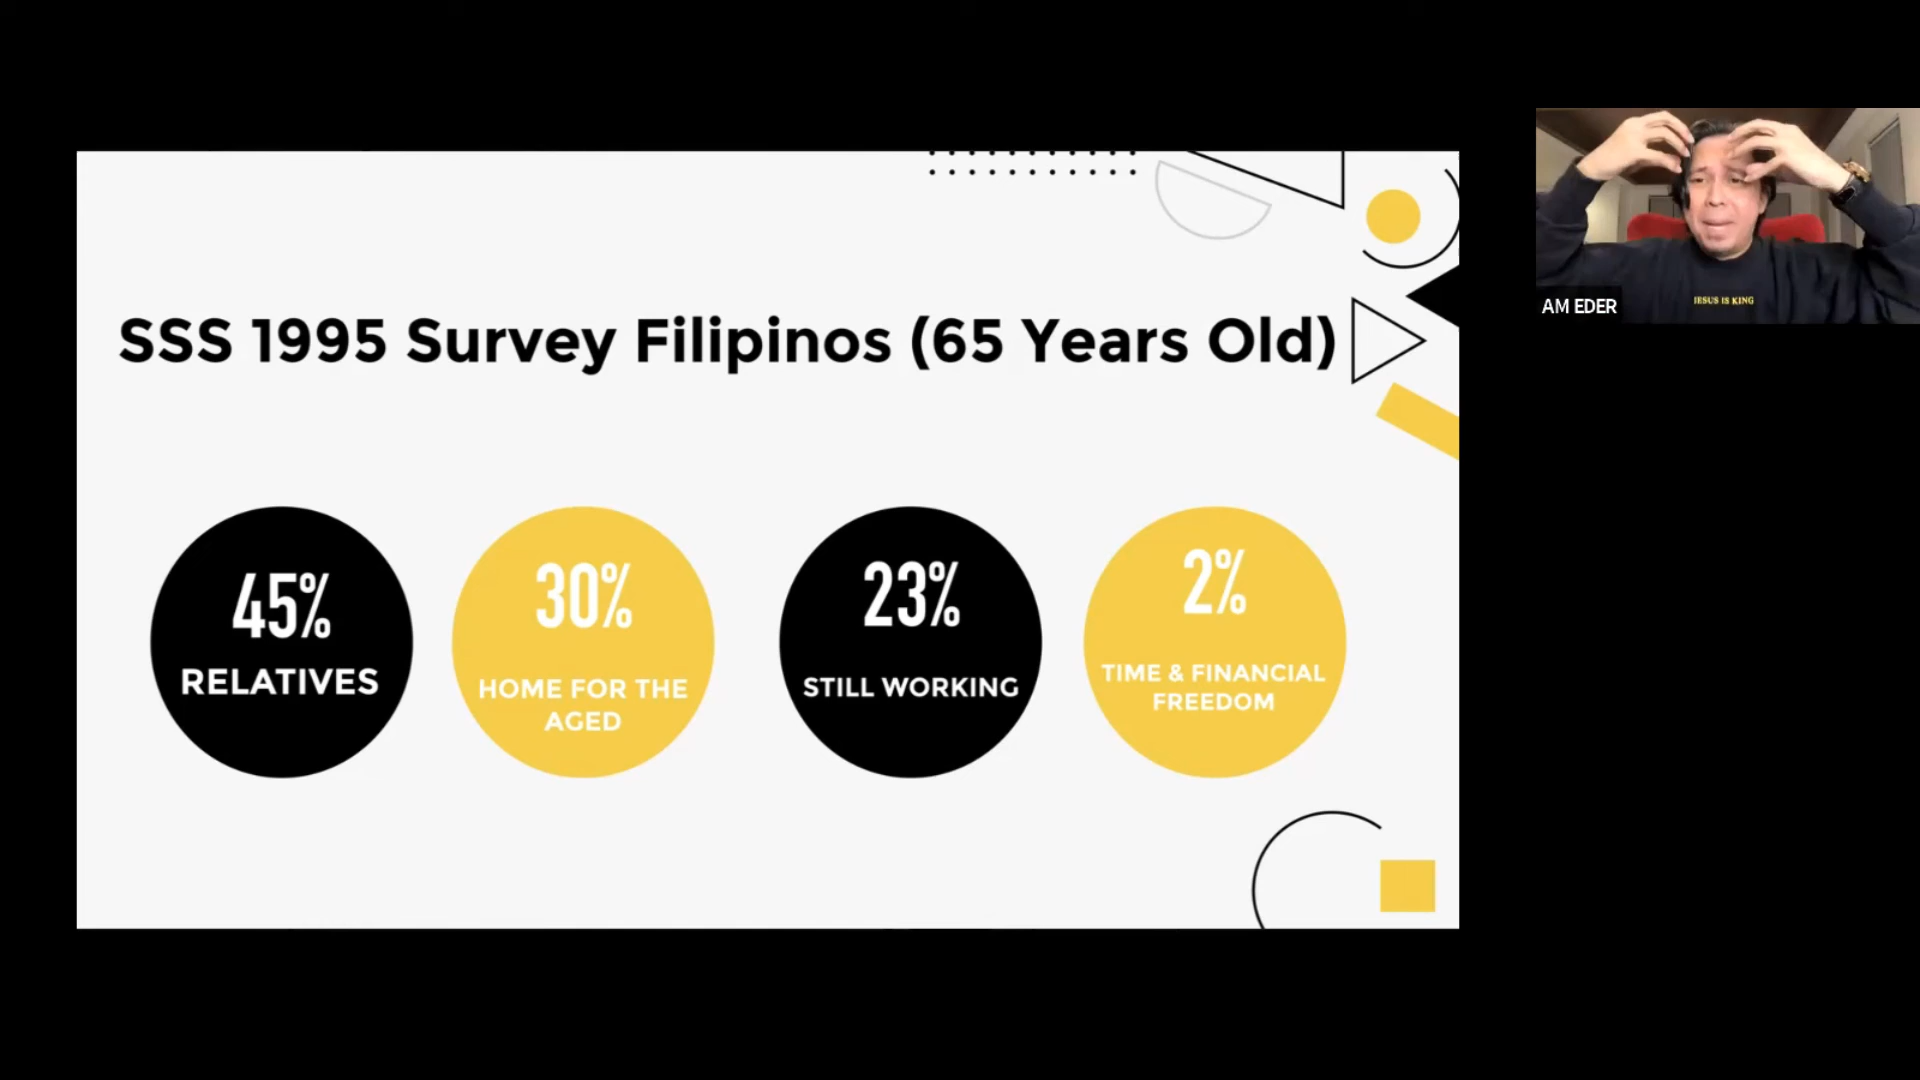 SSS 1995 Survey Filipinos (65 Years Old)
45%
RELATIVES
30%
HOME FOR THE
AGED
23%
STILL WORKING
2%
TIME & FINANCIAL
FREEDOM
JESUS IS KING
AM EDER